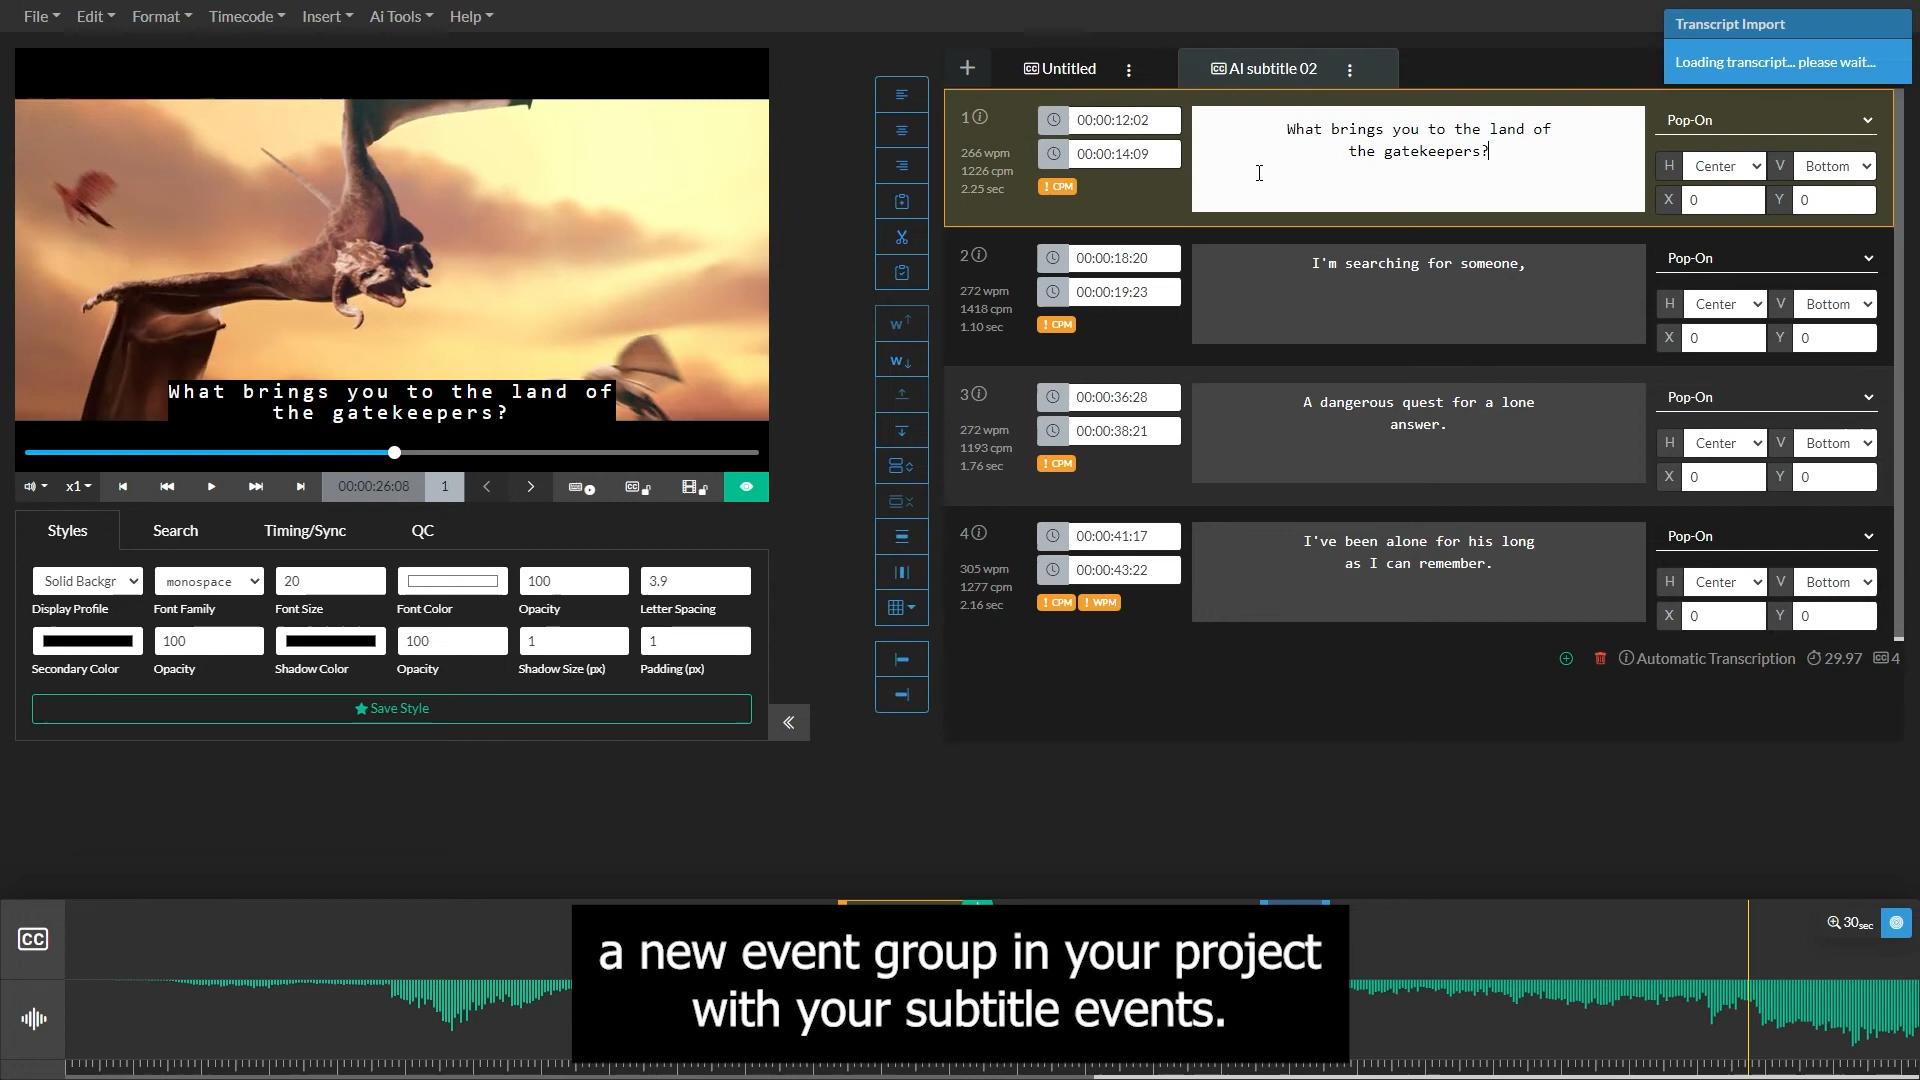 File Edit Format Timecode Insert Ai Tools Help
Transcript Import
Loading transcript... please wait...
What brings you to the land of
the gatekeepers?
x1 00:00:26:08 1
Styles Search Timing/Sync QC
Solid Backgr monospace 20 100 3.9
Display Profile Font Family Font Size Font Color Opacity Letter Spacing
100 100 1 1
Secondary Color Opacity Shadow Color Opacity Shadow Size (px) Padding (px)
Save Style
W
W
+ CC Untitled CC AI subtitle 02
1 00:00:12:02
00:00:14:09
266 wpm
1226 cpm
2.25 sec
! CPM
What brings you to the land of
the gatekeepers?
Pop-On
H Center V Bottom
X 0 Y 0
2 00:00:18:20
00:00:19:23
272 wpm
1418 cpm
1.10 sec
! CPM
I'm searching for someone,
Pop-On
H Center V Bottom
X 0 Y 0
3 00:00:36:28
00:00:38:21
272 wpm
1193 cpm
1.76 sec
! CPM
A dangerous quest for a lone
answer.
Pop-On
H Center V Bottom
X 0 Y 0
4 00:00:41:17
00:00:43:22
305 wpm
1277 cpm
2.16 sec
! CPM ! WPM
I've been alone for his long
as I can remember.
Pop-On
H Center V Bottom
X 0 Y 0
Automatic Transcription 29.97 CC 4
CC
30sec
a new event group in your project
with your subtitle events.